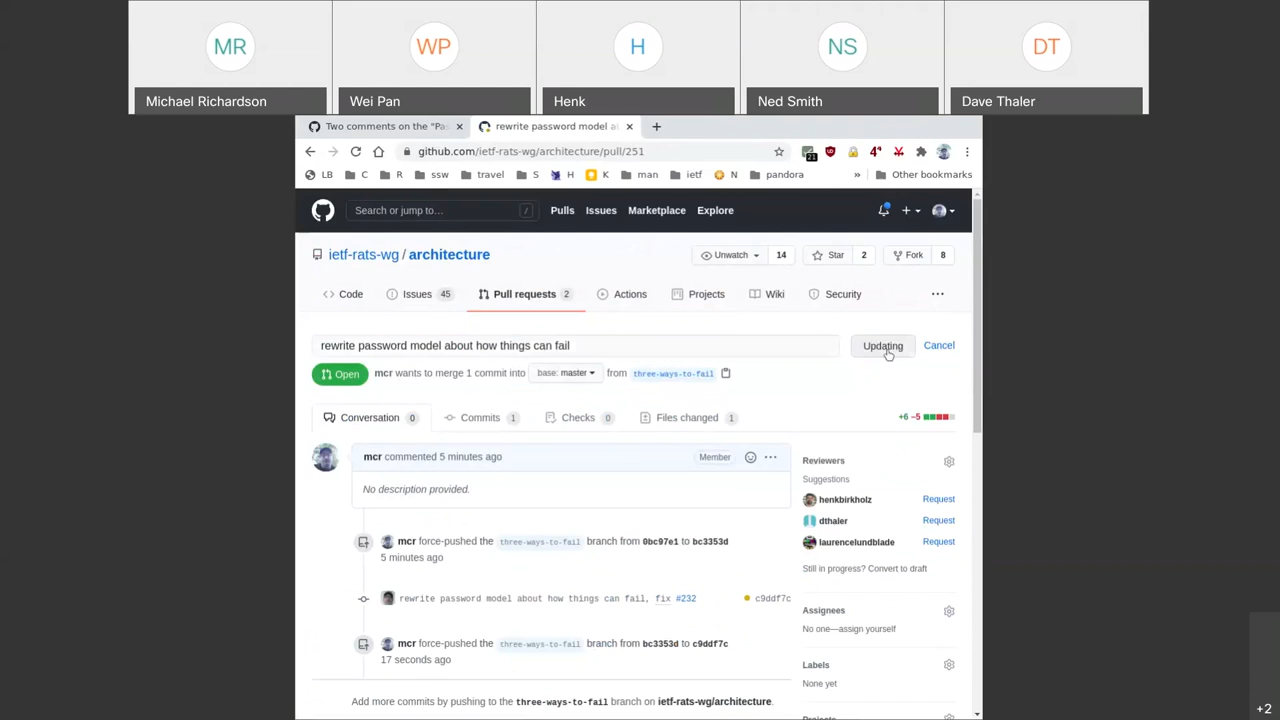 MR
WP
H
NS
DT
Michael Richardson
Wei Pan
Henk
Ned Smith
Dave Thaler
Two comments on the "Pa
rewrite password model a
github.com/ietf-rats-wg/architecture/pull/251
21
LB
C
R
ssw
travel
S
H
K
man
ietf
N
pandora
»
Other bookmarks
Search or jump to...
/
Pulls
Issues
Marketplace
Explore
ietf-rats-wg / architecture
Unwatch
14
Star
2
Fork
8
Code
Issues 45
Pull requests 2
Actions
Projects
Wiki
Security
rewrite password model about how things can fail
Updating
Cancel
Open
mcr wants to merge 1 commit into base: master from three-ways-to-fail
Conversation 0
Commits 1
Checks 0
Files changed 1
+6 −5
mcr commented 5 minutes ago
Member
No description provided.
mcr force-pushed the three-ways-to-fail branch from 0bc97e1 to bc3353d
5 minutes ago
rewrite password model about how things can fail, fix #232
c9ddf7c
mcr force-pushed the three-ways-to-fail branch from bc3353d to c9ddf7c
17 seconds ago
Add more commits by pushing to the three-ways-to-fail branch on ietf-rats-wg/architecture.
Reviewers
Suggestions
henkbirkholz
Request
dthaler
Request
laurencelundblade
Request
Still in progress? Convert to draft
Assignees
No one—assign yourself
Labels
None yet
+2